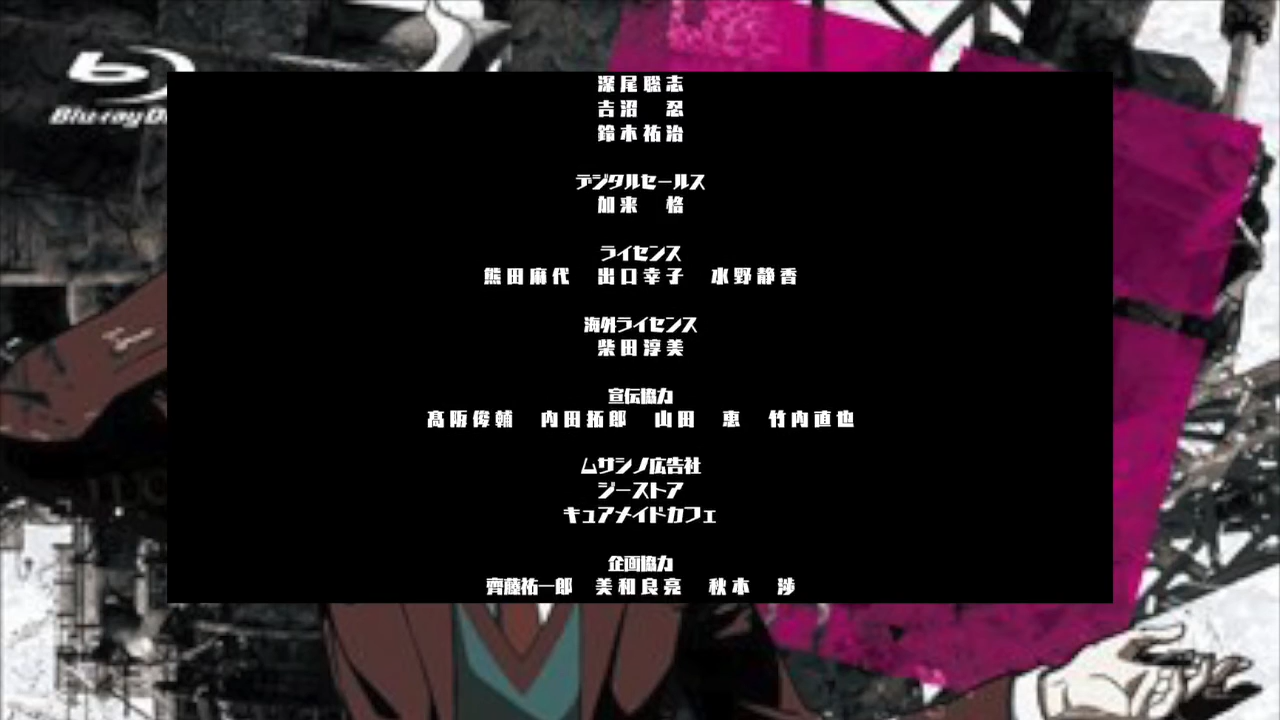 Blu-ray D
深尾聡志
吉沼 忍
鈴木祐治
デジタルセールス
加来 恪
ライセンス
熊田麻代 出口幸子 水野静香
海外ライセンス
柴田淳美
宣伝協力
髙阪俊輔 内田拓郎 山田 恵 竹内直也
ムサシノ広告社
ジーストア
キュアメイドカフェ
企画協力
齊藤祐一郎 美和良亮 秋本 渉